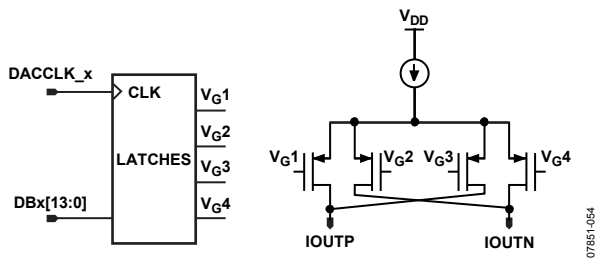 VDD
DACCLK_x
CLK
VG1
VG2
LATCHES
VG3
VG4
DBx[13:0]
VG1
VG2
VG3
VG4
IOUTP
IOUTN
07851-054